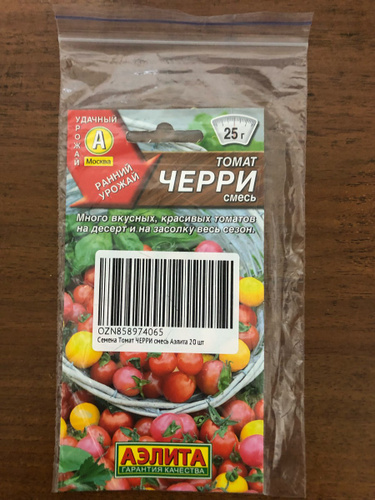 УДАЧНЫЙ
УРОЖАЙ
А
Москва
РАННИЙ
УРОЖАЙ
25 г
ТОМАТ
ЧЕРРИ
смесь
Много вкусных, красивых томатов
на десерт и на засолку весь сезон.
OZN858974065
Семена Томат ЧЕРРИ смесь Аэлита 20 шт
АЭЛИТА
ГАРАНТИЯ КАЧЕСТВА